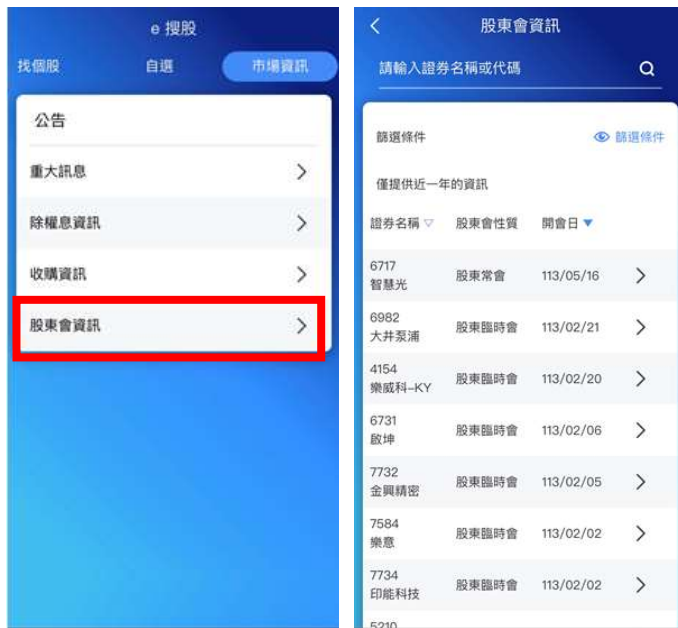 e 搜股
找個股 自選 市場資訊
公告
重大訊息
除權息資訊
收購資訊
股東會資訊
股東會資訊
請輸入證券名稱或代碼
篩選條件 篩選條件
僅提供近一年的資訊
證券名稱 股東會性質 開會日
6717
智慧光 股東常會 113/05/16
6982
大井泵浦 股東臨時會 113/02/21
4154
樂威科-KY 股東臨時會 113/02/20
6731
啟坤 股東臨時會 113/02/06
7732
金興精密 股東臨時會 113/02/05
7584
樂意 股東臨時會 113/02/02
7734
印能科技 股東臨時會 113/02/02
5210